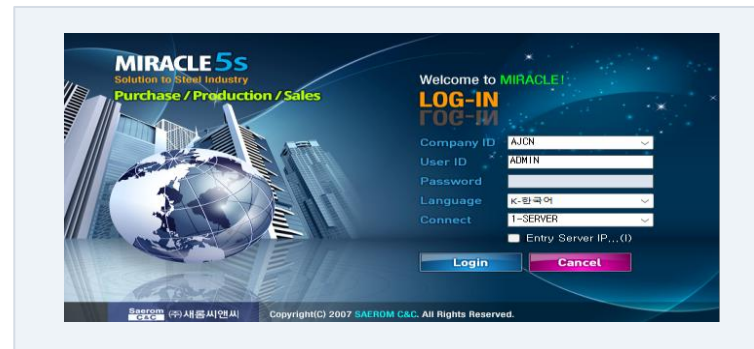 MIRACLE 5S
Solution to Steel Industry
Purchase / Production / Sales
Welcome to MIRACLE!
LOG-IN
Company ID AJCN
User ID ADMIN
Password
Language K-한국어
Connect 1-SERVER
Entry Server IP...(I)
Login Cancel
Saerom C&C (주)새롬씨앤씨 Copyright(C) 2007 SAEROM C&C. All Rights Reserved.